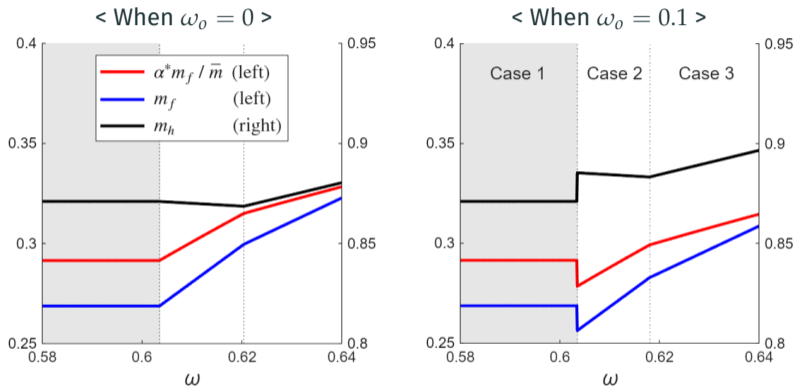 < When ωₒ = 0 >
0.4
0.35
0.3
0.25
0.95
0.9
0.85
0.8
α*m_f / m̄ (left)
m_f (left)
m_h (right)
0.58 0.6 0.62 0.64
ω
< When ωₒ = 0.1 >
0.4
0.35
0.3
0.25
0.95
0.9
0.85
0.8
Case 1 Case 2 Case 3
0.58 0.6 0.62 0.64
ω